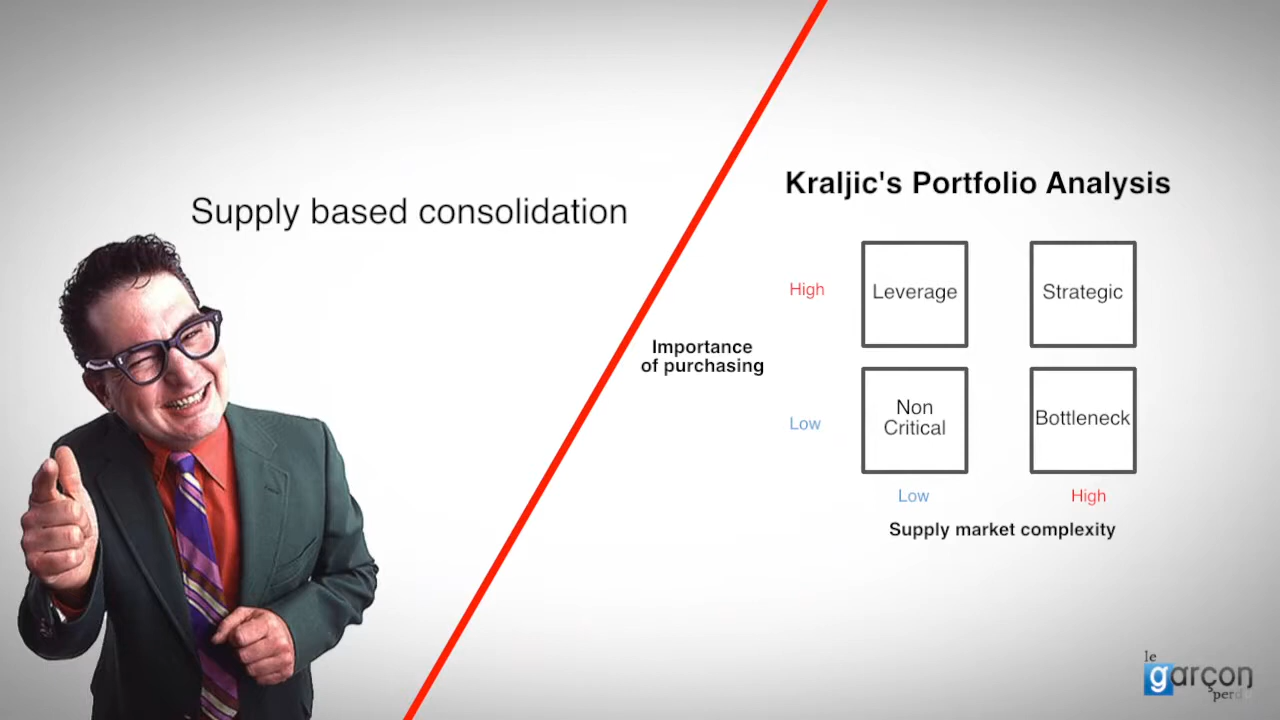 Supply based consolidation
Kraljic's Portfolio Analysis
High
Leverage
Strategic
Importance
of purchasing
Low
Non
Critical
Bottleneck
Low
High
Supply market complexity
le
garçon